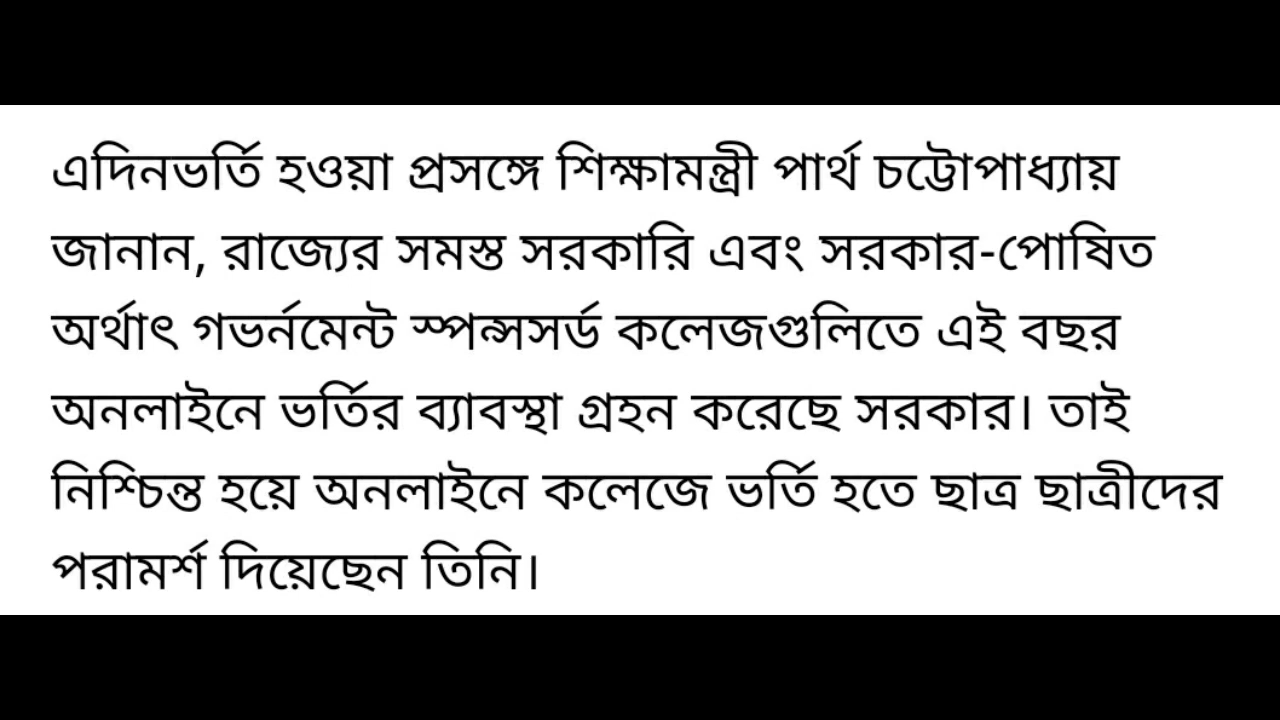 এদিনভর্তি হওয়া প্রসঙ্গে শিক্ষামন্ত্রী পার্থ চট্টোপাধ্যায়
জানান, রাজ্যের সমস্ত সরকারি এবং সরকার-পোষিত
অর্থাৎ গভর্নমেন্ট স্পন্সসর্ড কলেজগুলিতে এই বছর
অনলাইনে ভর্তির ব্যাবস্থা গ্রহন করেছে সরকার। তাই
নিশ্চিন্ত হয়ে অনলাইনে কলেজে ভর্তি হতে ছাত্র ছাত্রীদের
পরামর্শ দিয়েছেন তিনি।